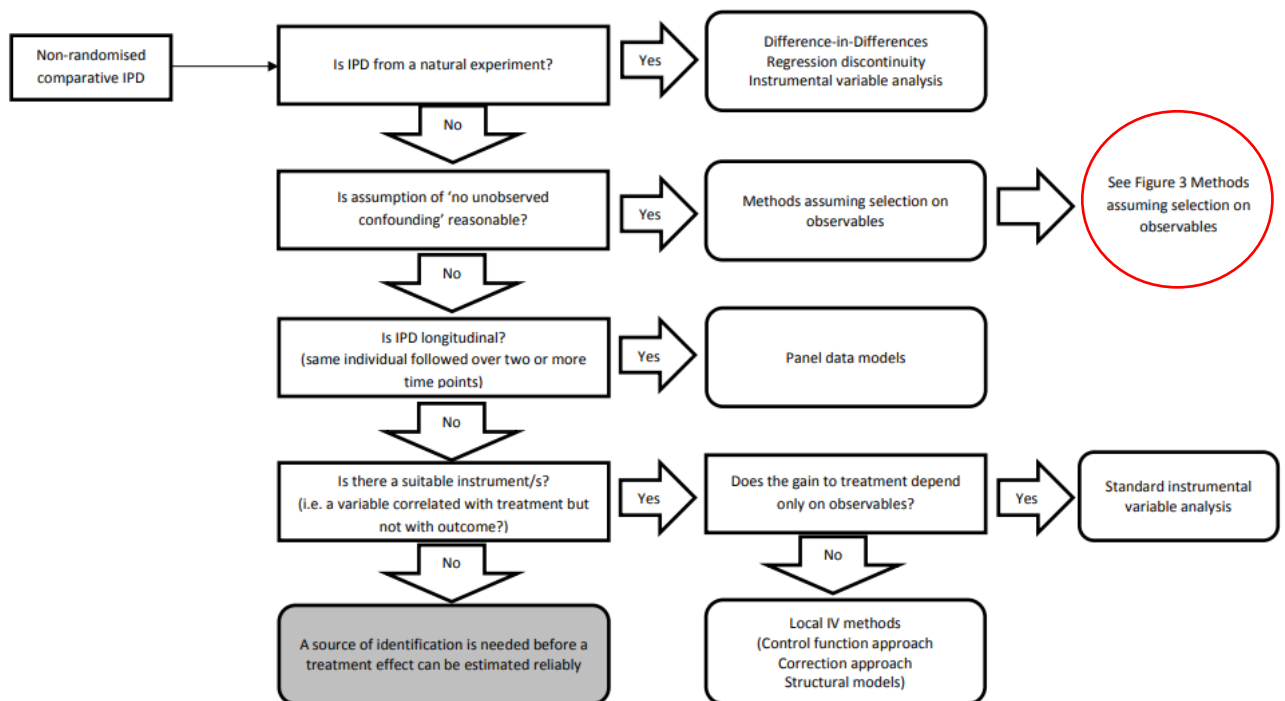 Non-randomised
comparative IPD
Is IPD from a natural experiment?
Yes
Difference-in-Differences
Regression discontinuity
Instrumental variable analysis
No
Is assumption of ‘no unobserved
confounding’ reasonable?
Yes
Methods assuming selection on
observables
See Figure 3 Methods
assuming selection on
observables
No
Is IPD longitudinal?
(same individual followed over two or more
time points)
Yes
Panel data models
No
Is there a suitable instrument/s?
(i.e. a variable correlated with treatment but
not with outcome?)
Yes
Does the gain to treatment depend
only on observables?
Yes
Standard instrumental
variable analysis
No
No
A source of identification is needed before a
treatment effect can be estimated reliably
Local IV methods
(Control function approach
Correction approach
Structural models)